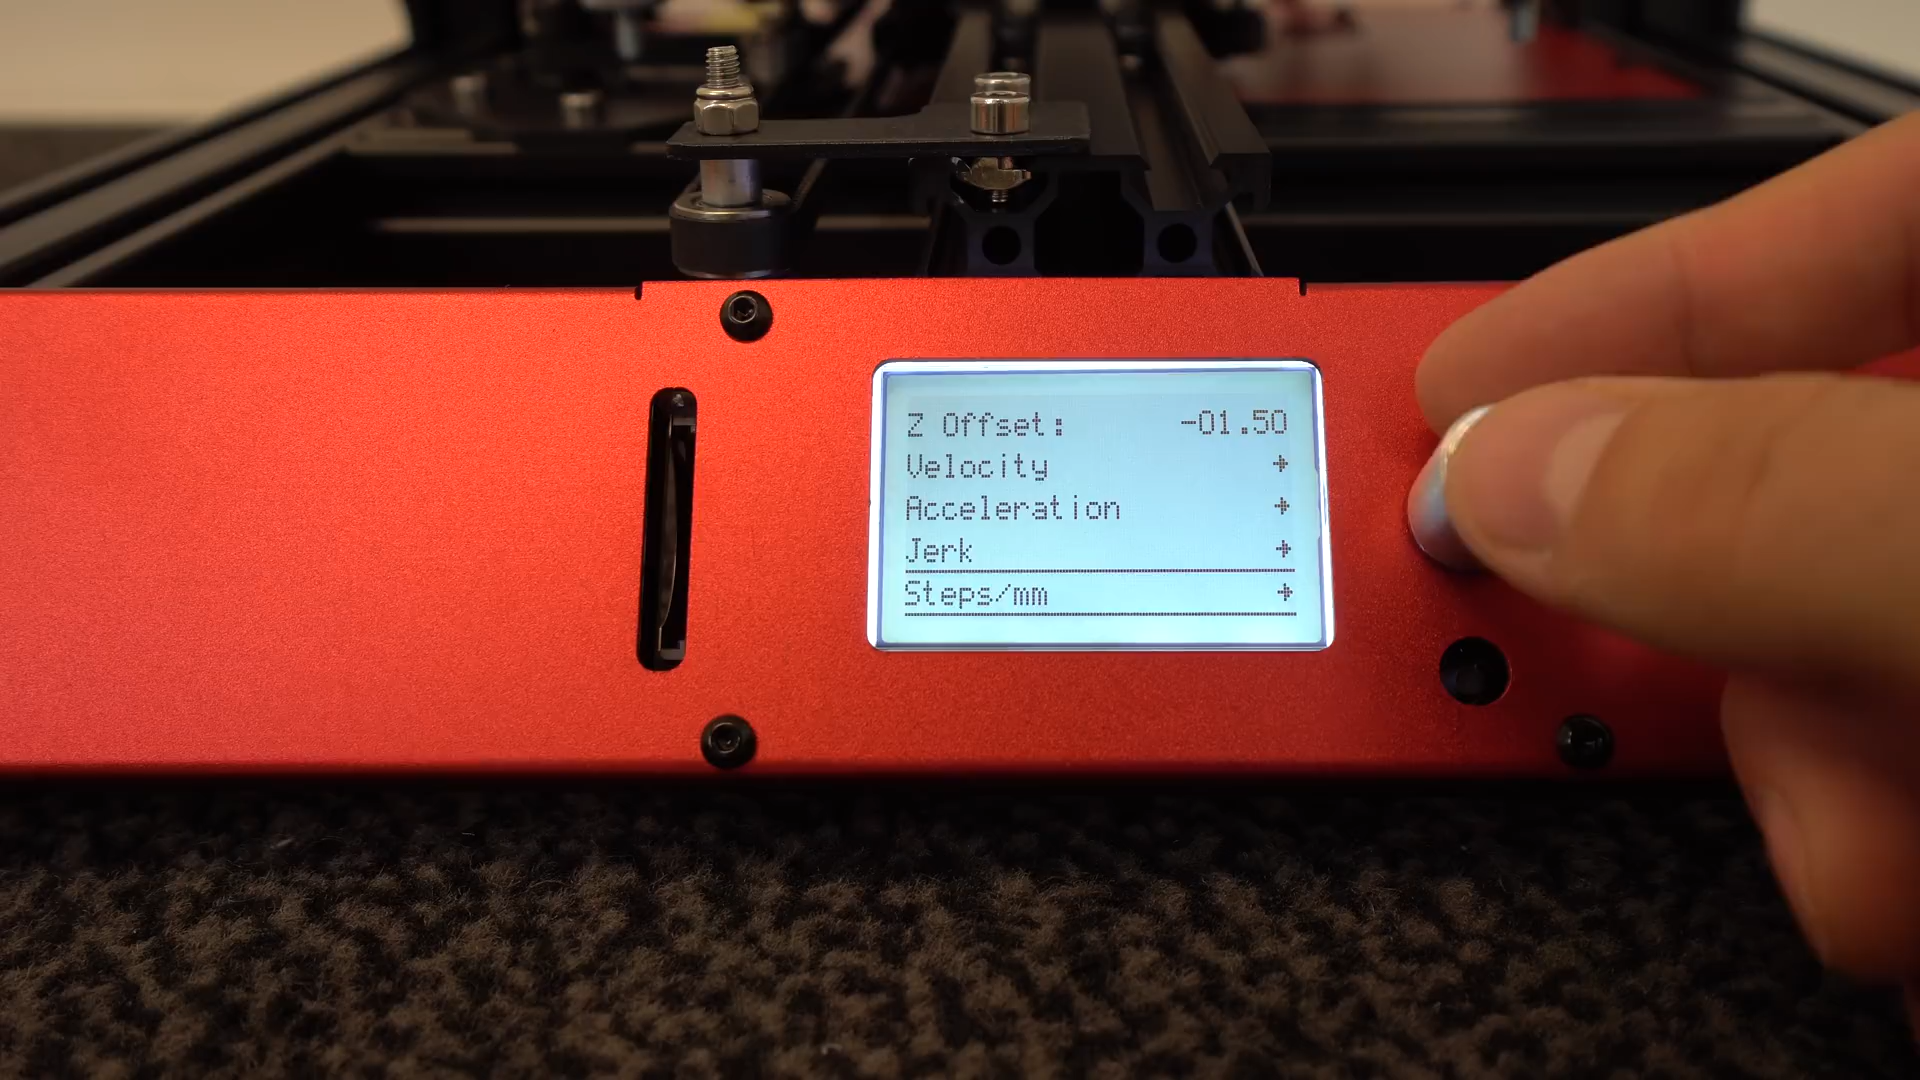 Z Offset: -01.50
Velocity +
Acceleration +
Jerk +
Steps/mm +